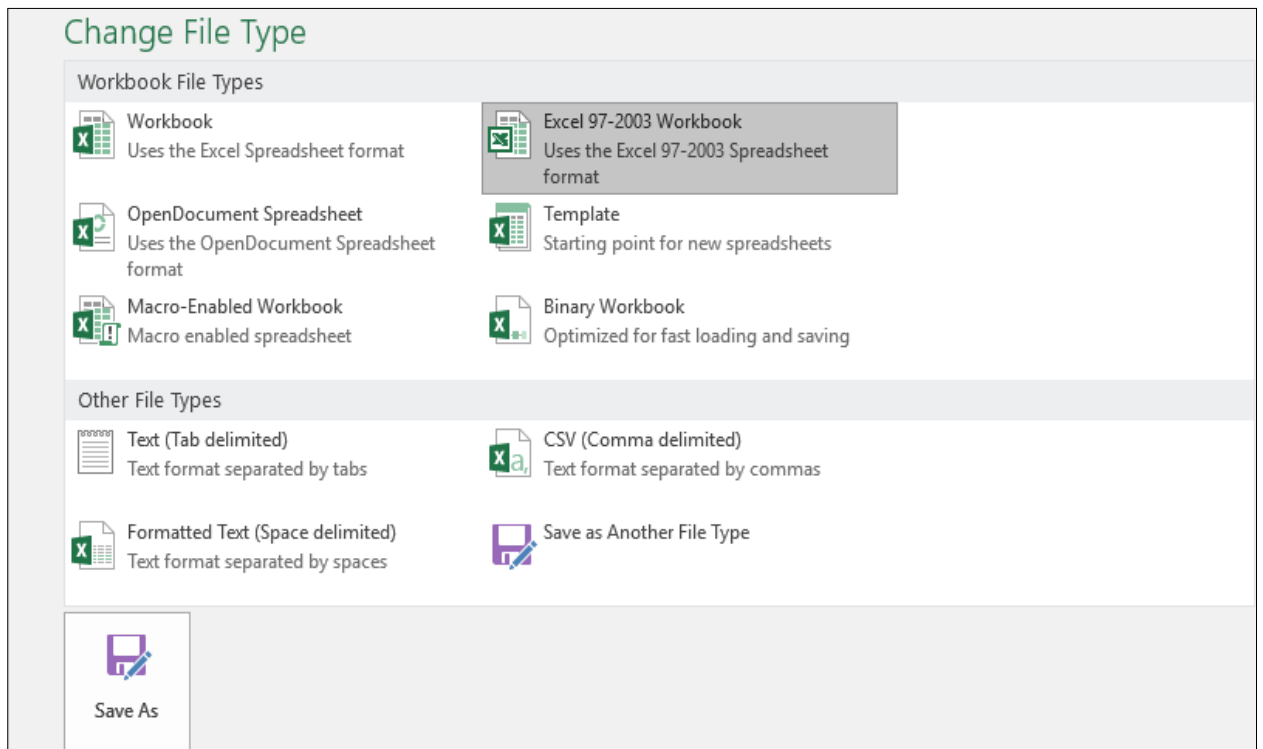 Change File Type
Workbook File Types
Workbook
Uses the Excel Spreadsheet format
Excel 97-2003 Workbook
Uses the Excel 97-2003 Spreadsheet
format
OpenDocument Spreadsheet
Uses the OpenDocument Spreadsheet
format
Template
Starting point for new spreadsheets
Macro-Enabled Workbook
Macro enabled spreadsheet
Binary Workbook
Optimized for fast loading and saving
Other File Types
Text (Tab delimited)
Text format separated by tabs
CSV (Comma delimited)
Text format separated by commas
Formatted Text (Space delimited)
Text format separated by spaces
Save as Another File Type
Save As